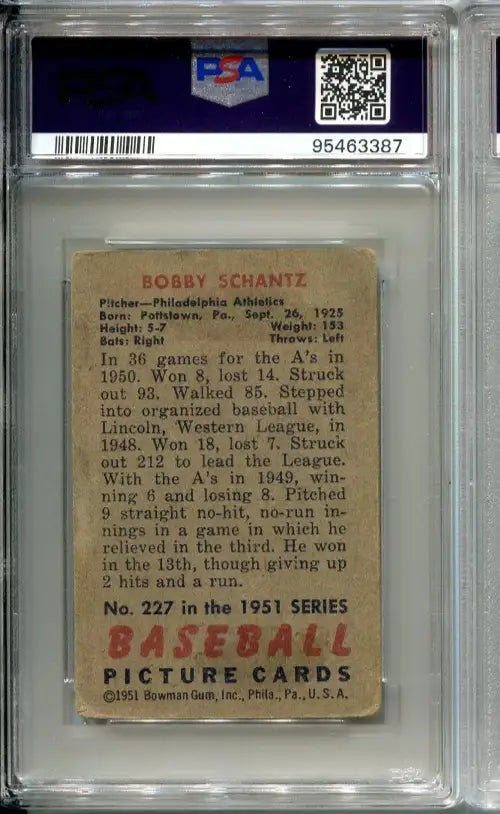 PSA
95463387
BOBBY SCHANTZ
Pitcher—Philadelphia Athletics
Born: Pottstown, Pa., Sept. 26, 1925
Height: 5-7 Weight: 153
Bats: Right Throws: Left
In 36 games for the A's in
1950. Won 8, lost 14. Struck
out 93. Walked 85. Stepped
into organized baseball with
Lincoln, Western League, in
1948. Won 18, lost 7. Struck
out 212 to lead the League.
With the A's in 1949, win-
ning 6 and losing 8. Pitched
9 straight no-hit, no-run in-
nings in a game in which he
relieved in the third. He won
in the 13th, though giving up
2 hits and a run.
No. 227 in the 1951 SERIES
BASEBALL
PICTURE CARDS
©1951 Bowman Gum, Inc., Phila., Pa., U. S. A.